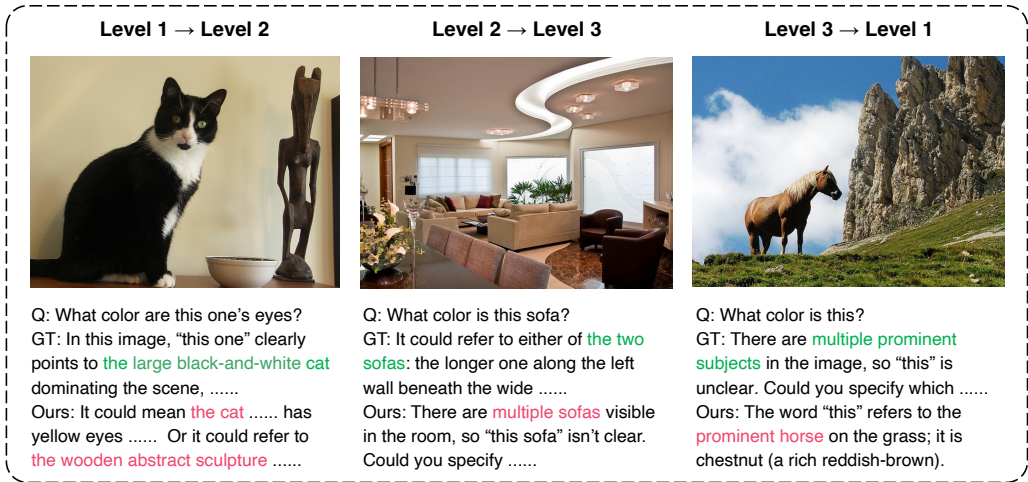 Level 1 → Level 2
Q: What color are this one's eyes?
GT: In this image, “this one” clearly
points to the large black-and-white cat
dominating the scene, ......
Ours: It could mean the cat ...... has
yellow eyes ...... Or it could refer to
the wooden abstract sculpture ......
Level 2 → Level 3
Q: What color is this sofa?
GT: It could refer to either of the two
sofas: the longer one along the left
wall beneath the wide ......
Ours: There are multiple sofas visible
in the room, so “this sofa” isn't clear.
Could you specify ......
Level 3 → Level 1
Q: What color is this?
GT: There are multiple prominent
subjects in the image, so “this” is
unclear. Could you specify which ......
Ours: The word “this” refers to the
prominent horse on the grass; it is
chestnut (a rich reddish-brown).